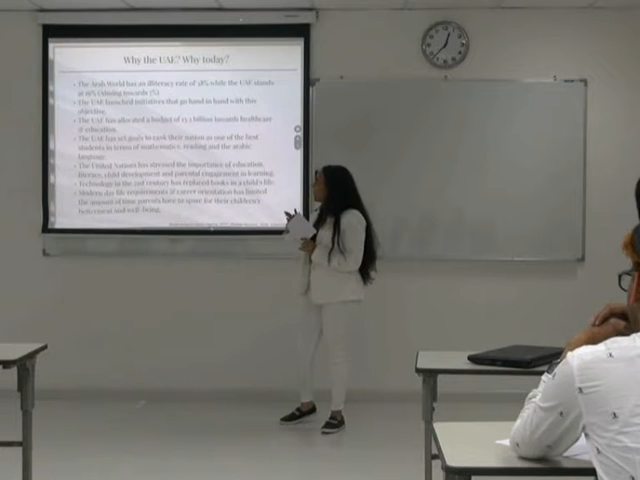 Why the UAE? Why today?
• The Arab World has an illiteracy rate of 38% while the UAE stands
at
• The UAE launched initiatives that go hand in hand with this
objective.
• The UAE has allocated a budget of 13.3 billion towards healthcare
& education.
• The UAE has set goals to rank their nation as one of the best
students in terms of mathematics, reading and the arabic
language.
• The United Nations has stressed the importance of education,
literacy, child development and parental engagement in learning.
• Technology in the 21st century has replaced books in a child's life.
• Modern day life requirements & career orientation has limited
the amount of time parents have to spare for their children's
betterment and well-being.